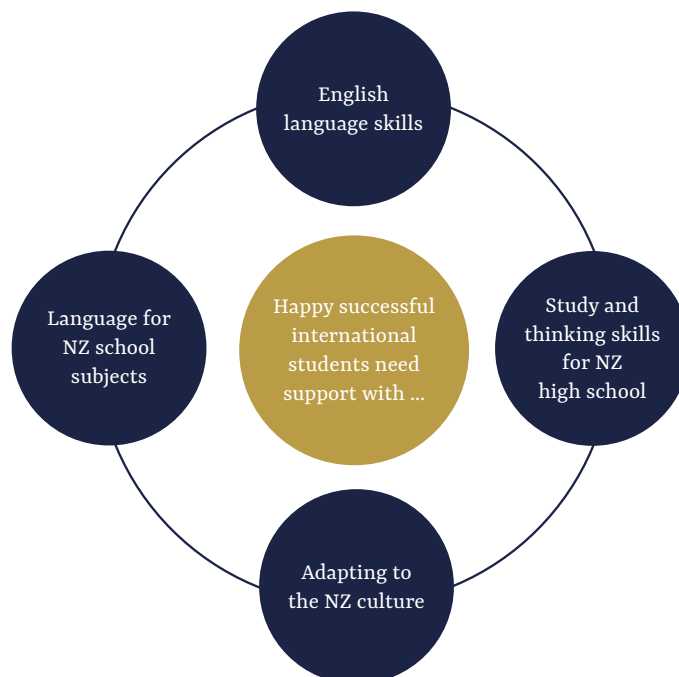 English
language skills
Language for
NZ school
subjects
Happy successful
international
students need
support with ...
Study and
thinking skills
for NZ
high school
Adapting to
the NZ culture